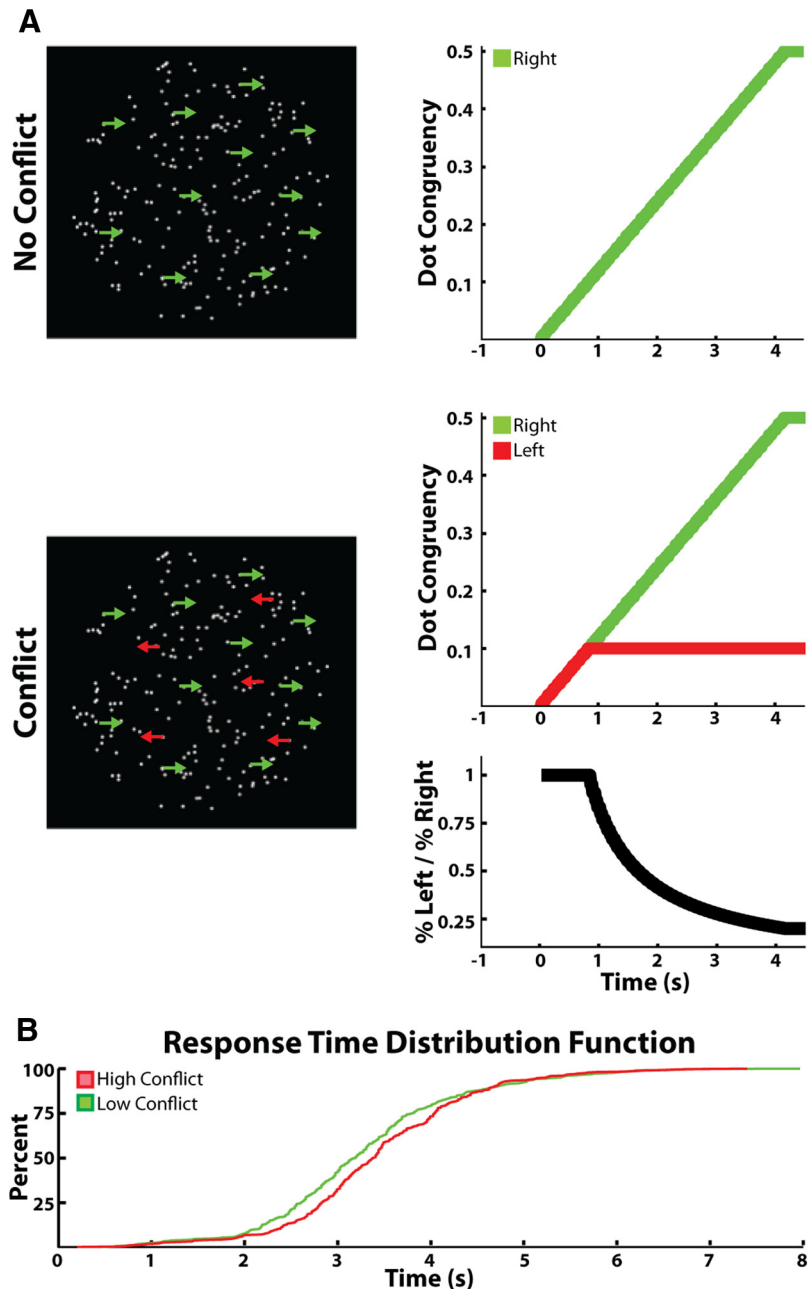 A
No Conflict
Dot Congruency
Right
0.5
0.4
0.3
0.2
0.1
-1 0 1 2 3 4
Conflict
Dot Congruency
Right
Left
0.5
0.4
0.3
0.2
0.1
-1 0 1 2 3 4
% Left / % Right
1
0.75
0.5
0.25
-1 0 1 2 3 4
Time (s)
B
Response Time Distribution Function
High Conflict
Low Conflict
Percent
100
75
50
25
0 1 2 3 4 5 6 7 8
Time (s)